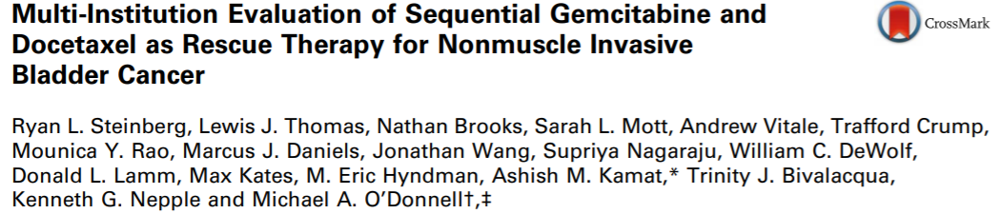 Multi-Institution Evaluation of Sequential Gemcitabine and
Docetaxel as Rescue Therapy for Nonmuscle Invasive
Bladder Cancer
CrossMark
Ryan L. Steinberg, Lewis J. Thomas, Nathan Brooks, Sarah L. Mott, Andrew Vitale, Trafford Crump,
Mounica Y. Rao, Marcus J. Daniels, Jonathan Wang, Supriya Nagaraju, William C. DeWolf,
Donald L. Lamm, Max Kates, M. Eric Hyndman, Ashish M. Kamat,* Trinity J. Bivalacqua,
Kenneth G. Nepple and Michael A. O'Donnell†,‡